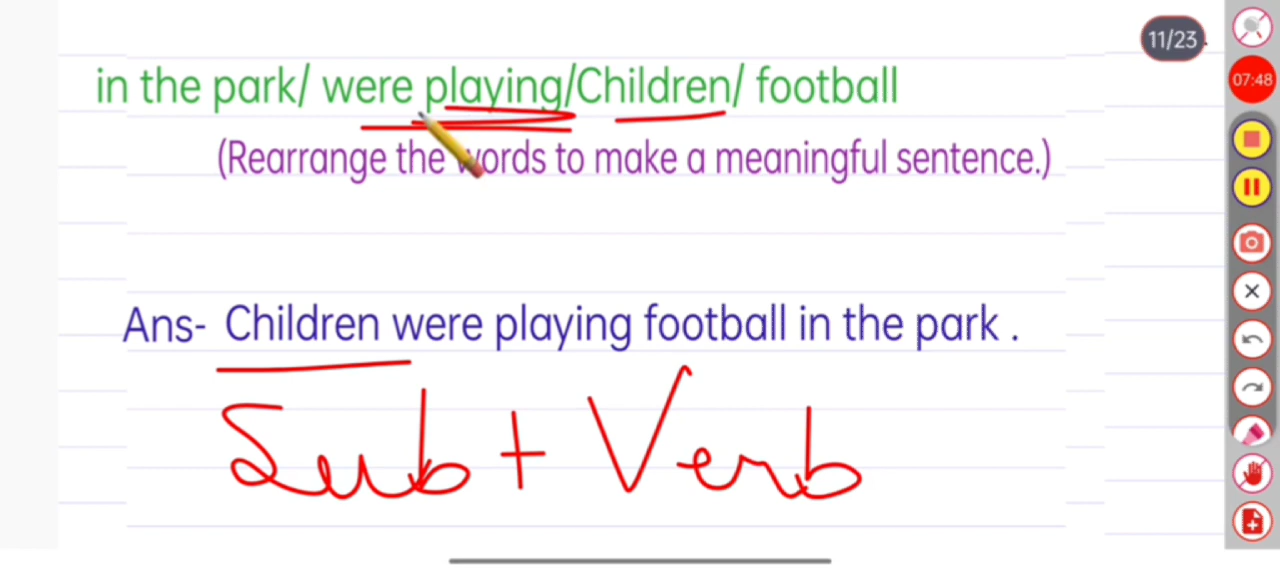 11/23
in the park/ were playing/Children/ football
07:48
(Rearrange the words to make a meaningful sentence.)
Ans- Children were playing football in the park .
Sub + Verb